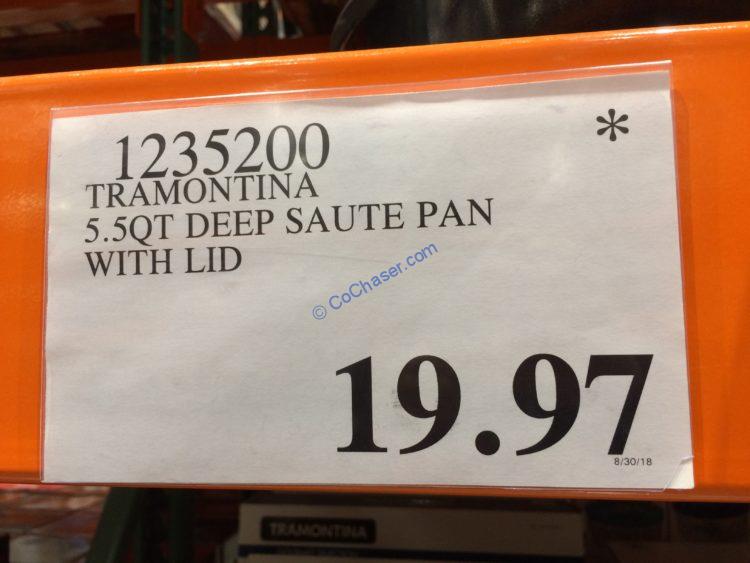 1235200
*
TRAMONTINA
5.5QT DEEP SAUTE PAN
WITH LID
© CoChaser.com
19.97
8/30/18
TRAMONTINA